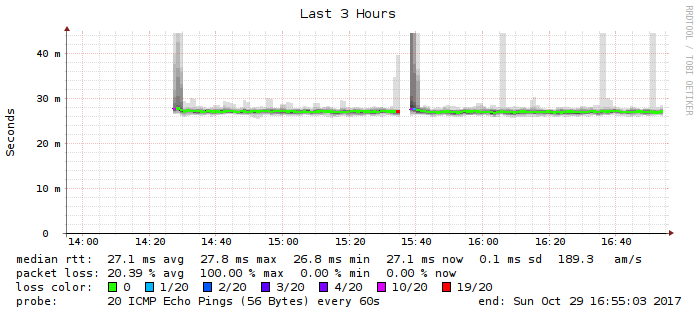 Last 3 Hours
RRDTOOL / TOBI OETIKER
Seconds
40 m
30 m
20 m
10 m
0
14:00 14:20 14:40 15:00 15:20 15:40 16:00 16:20 16:40
median rtt: 27.1 ms avg 27.8 ms max 26.8 ms min 27.1 ms now 0.1 ms sd 189.3 am/s
packet loss: 20.39 % avg 100.00 % max 0.00 % min 0.00 % now
loss color: 0 1/20 2/20 3/20 4/20 10/20 19/20
probe: 20 ICMP Echo Pings (56 Bytes) every 60s end: Sun Oct 29 16:55:03 2017